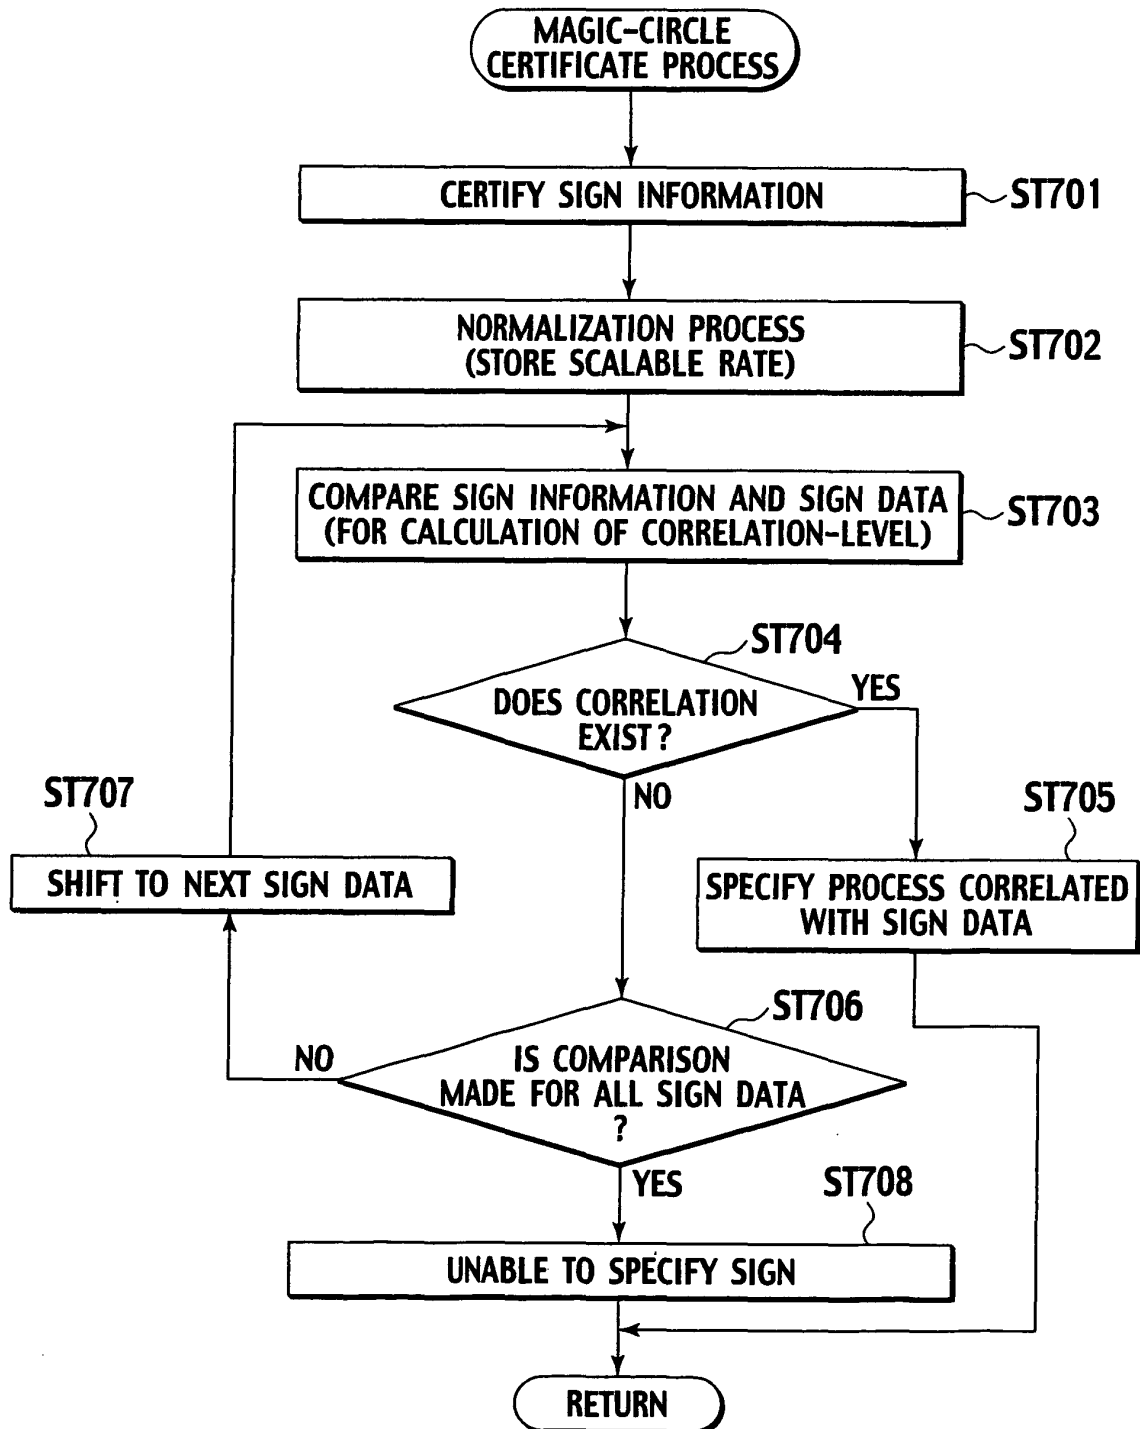 MAGIC-CIRCLE
CERTIFICATE PROCESS
CERTIFY SIGN INFORMATION
ST701
NORMALIZATION PROCESS
(STORE SCALABLE RATE)
ST702
COMPARE SIGN INFORMATION AND SIGN DATA
(FOR CALCULATION OF CORRELATION-LEVEL)
ST703
ST704
DOES CORRELATION
EXIST?
YES
NO
ST707
SHIFT TO NEXT SIGN DATA
ST705
SPECIFY PROCESS CORRELATED
WITH SIGN DATA
ST706
IS COMPARISON
MADE FOR ALL SIGN DATA
?
NO
YES
ST708
UNABLE TO SPECIFY SIGN
RETURN